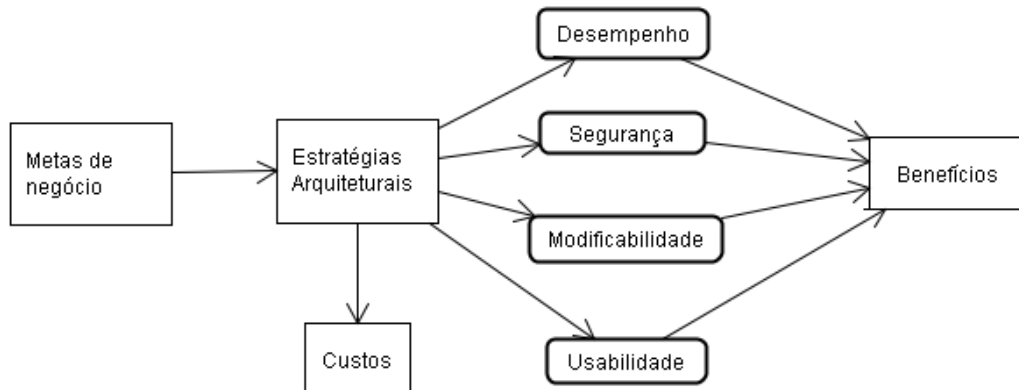 Desempenho
Segurança
Metas de
negócio
Estratégias
Arquiteturais
Benefícios
Modificabilidade
Custos
Usabilidade